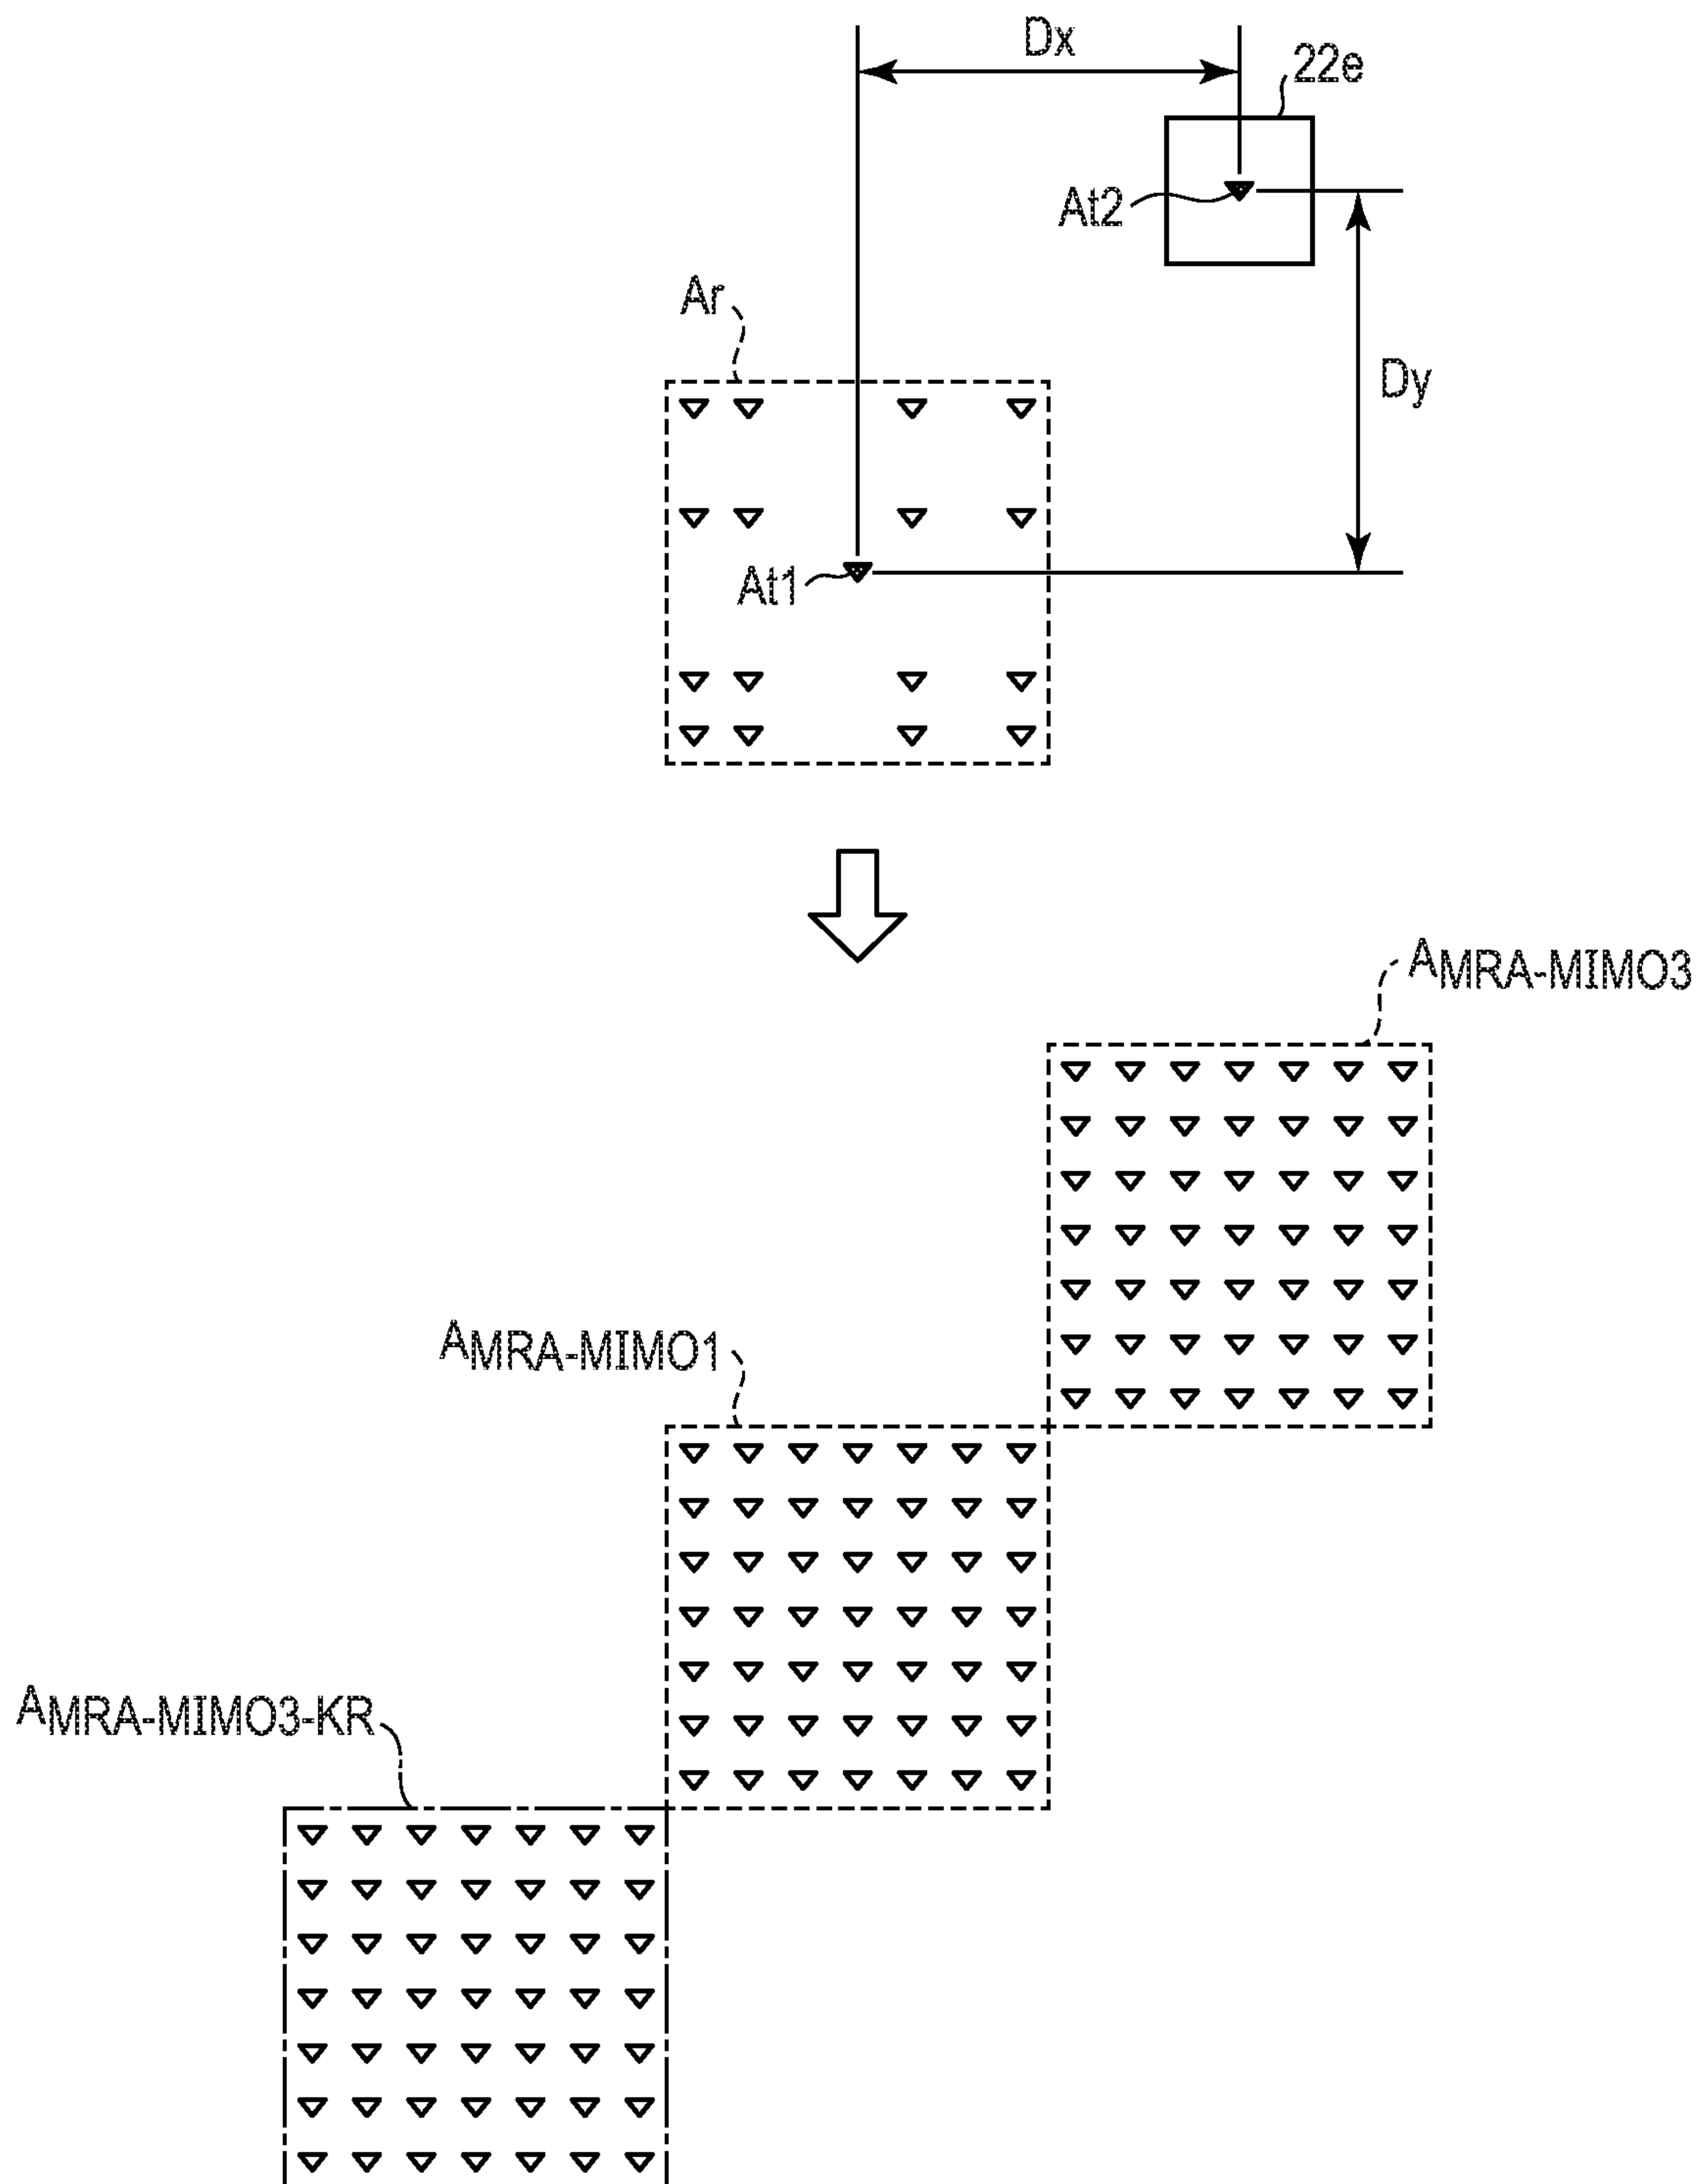 Dx
22e
At2
Ar
Dy
At1
AMRA-MIMO3
AMRA-MIMO1
AMRA-MIMO3-KR